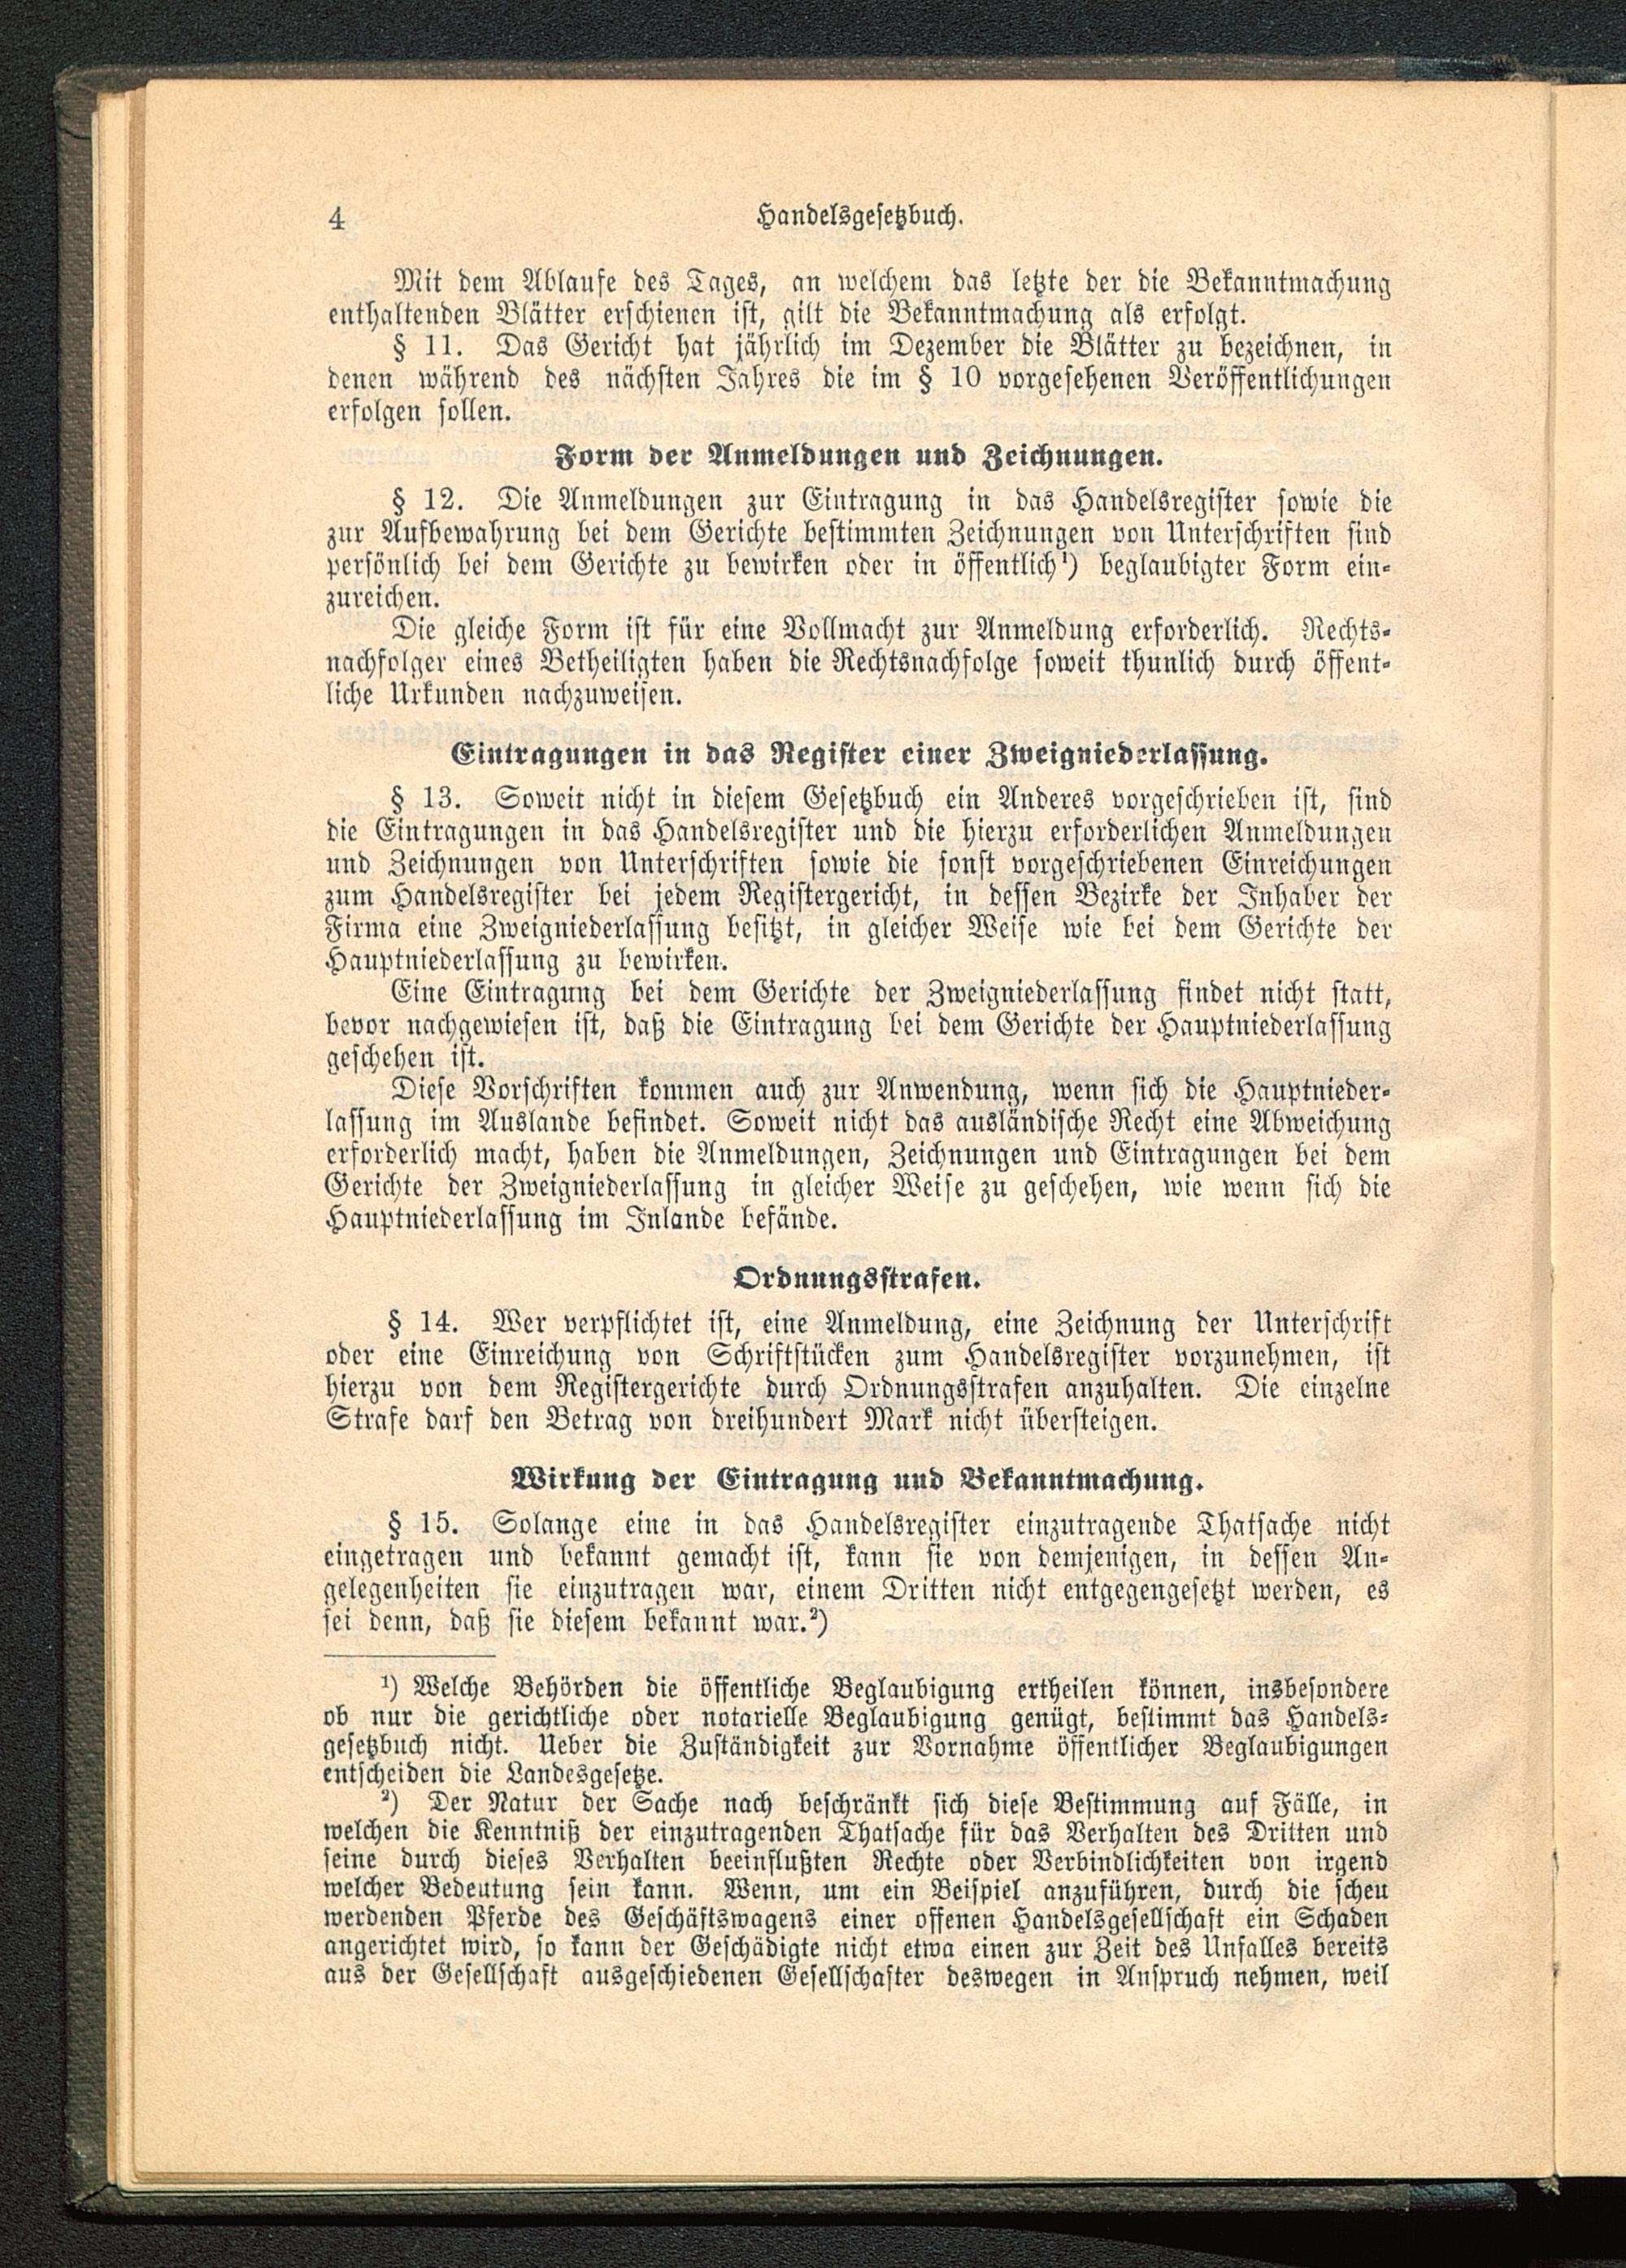 4
Handelsgesetzbuch.
Mit dem Ablaufe des Tages, an welchem das letzte der die Bekanntmachung
enthaltenden Blätter erschienen ist, gilt die Bekanntmachung als erfolgt.
§ 11. Das Gericht hat jährlich im Dezember die Blätter zu bezeichnen, in
denen während des nächsten Jahres die im § 10 vorgesehenen Veröffentlichungen
erfolgen sollen.
Form der Anmeldungen und Zeichnungen.
§ 12. Die Anmeldungen zur Eintragung in das Handelsregister sowie die
zur Aufbewahrung bei dem Gerichte bestimmten Zeichnungen von Unterschriften sind
persönlich bei dem Gerichte zu bewirken oder in öffentlich¹) beglaubigter Form ein-
zureichen.
Die gleiche Form ist für eine Vollmacht zur Anmeldung erforderlich. Rechts-
nachfolger eines Betheiligten haben die Rechtsnachfolge soweit thunlich durch öffent-
liche Urkunden nachzuweisen.
Eintragungen in das Register einer Zweigniederlassung.
§ 13. Soweit nicht in diesem Gesetzbuch ein Anderes vorgeschrieben ist, sind
die Eintragungen in das Handelsregister und die hierzu erforderlichen Anmeldungen
und Zeichnungen von Unterschriften sowie die sonst vorgeschriebenen Einreichungen
zum Handelsregister bei jedem Registergericht, in dessen Bezirke der Inhaber der
Firma eine Zweigniederlassung besitzt, in gleicher Weise wie bei dem Gerichte der
Hauptniederlassung zu bewirken.
Eine Eintragung bei dem Gerichte der Zweigniederlassung findet nicht statt,
bevor nachgewiesen ist, daß die Eintragung bei dem Gerichte der Hauptniederlassung
geschehen ist.
Diese Vorschriften kommen auch zur Anwendung, wenn sich die Hauptnieder-
lassung im Auslande befindet. Soweit nicht das ausländische Recht eine Abweichung
erforderlich macht, haben die Anmeldungen, Zeichnungen und Eintragungen bei dem
Gerichte der Zweigniederlassung in gleicher Weise zu geschehen, wie wenn sich die
Hauptniederlassung im Inlande befände.
Ordnungsstrafen.
§ 14. Wer verpflichtet ist, eine Anmeldung, eine Zeichnung der Unterschrift
oder eine Einreichung von Schriftstücken zum Handelsregister vorzunehmen, ist
hierzu von dem Registergerichte durch Ordnungsstrafen anzuhalten. Die einzelne
Strafe darf den Betrag von dreihundert Mark nicht übersteigen.
Wirkung der Eintragung und Bekanntmachung.
§ 15. Solange eine in das Handelsregister einzutragende Thatsache nicht
eingetragen und bekannt gemacht ist, kann sie von demjenigen, in dessen An-
gelegenheiten sie einzutragen war, einem Dritten nicht entgegengesetzt werden, es
sei denn, daß sie diesem bekannt war.²)
¹) Welche Behörden die öffentliche Beglaubigung ertheilen können, insbesondere
ob nur die gerichtliche oder notarielle Beglaubigung genügt, bestimmt das Handels-
gesetzbuch nicht. Ueber die Zuständigkeit zur Vornahme öffentlicher Beglaubigungen
entscheiden die Landesgesetze.
²) Der Natur der Sache nach beschränkt sich diese Bestimmung auf Fälle, in
welchen die Kenntniß der einzutragenden Thatsache für das Verhalten des Dritten und
seine durch dieses Verhalten beeinflußten Rechte oder Verbindlichkeiten von irgend
welcher Bedeutung sein kann. Wenn, um ein Beispiel anzuführen, durch die scheu
werdenden Pferde des Geschäftswagens einer offenen Handelsgesellschaft ein Schaden
angerichtet wird, so kann der Geschädigte nicht etwa einen zur Zeit des Unfalles bereits
aus der Gesellschaft ausgeschiedenen Gesellschafter deswegen in Anspruch nehmen, weil